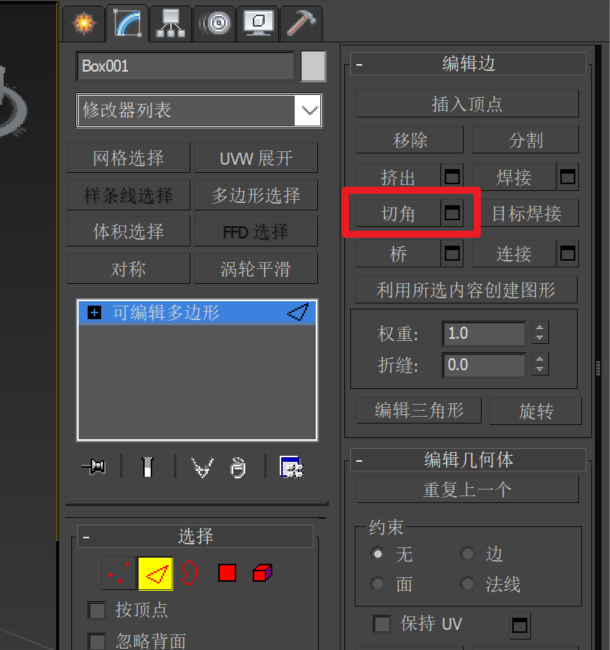 Box001
修改器列表
网格选择 UVW 展开
样条线选择 多边形选择
体积选择 FFD 选择
对称 涡轮平滑
+ 可编辑多边形
- 选择
按顶点
忽略背面
- 编辑边
插入顶点
移除 分割
挤出 焊接
切角 目标焊接
桥 连接
利用所选内容创建图形
权重: 1.0
折缝: 0.0
编辑三角形 旋转
- 编辑几何体
重复上一个
约束
无 边
面 法线
保持 UV